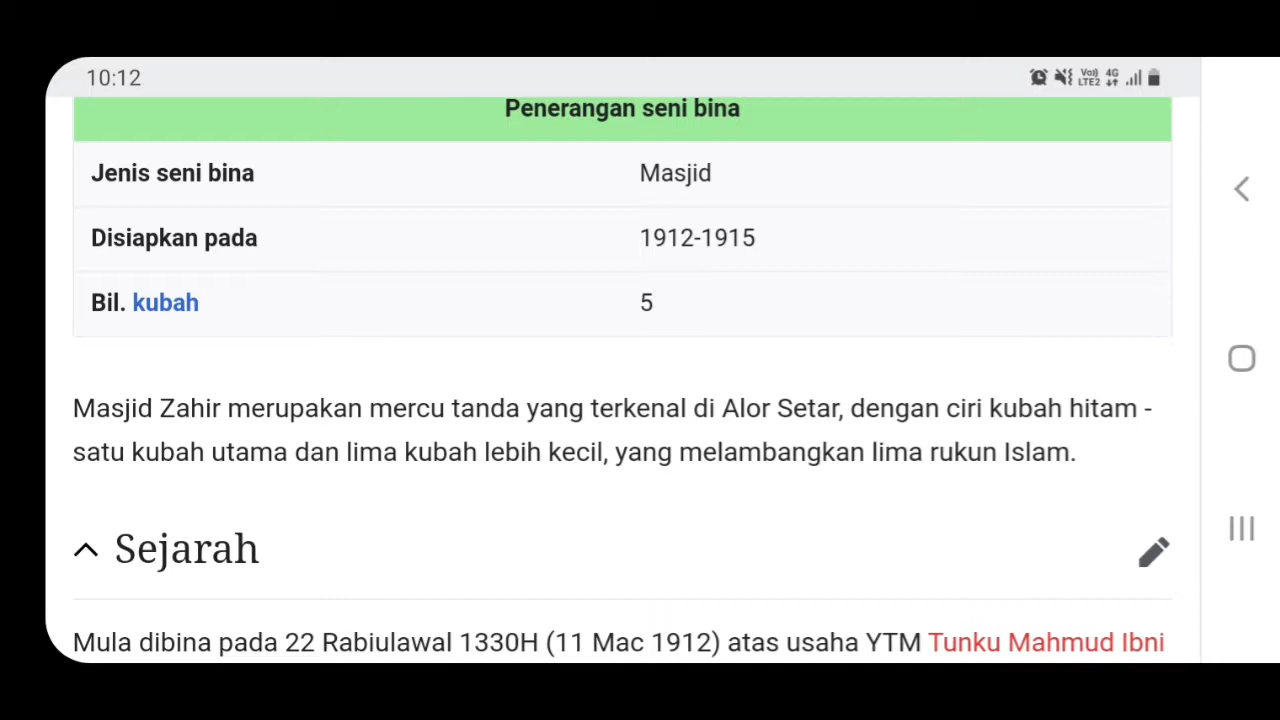 10:12
Vo) 4G
LTE2
Penerangan seni bina
Jenis seni bina Masjid
Disiapkan pada 1912-1915
Bil. kubah 5
Masjid Zahir merupakan mercu tanda yang terkenal di Alor Setar, dengan ciri kubah hitam -
satu kubah utama dan lima kubah lebih kecil, yang melambangkan lima rukun Islam.
Sejarah
Mula dibina pada 22 Rabiulawal 1330H (11 Mac 1912) atas usaha YTM Tunku Mahmud Ibni